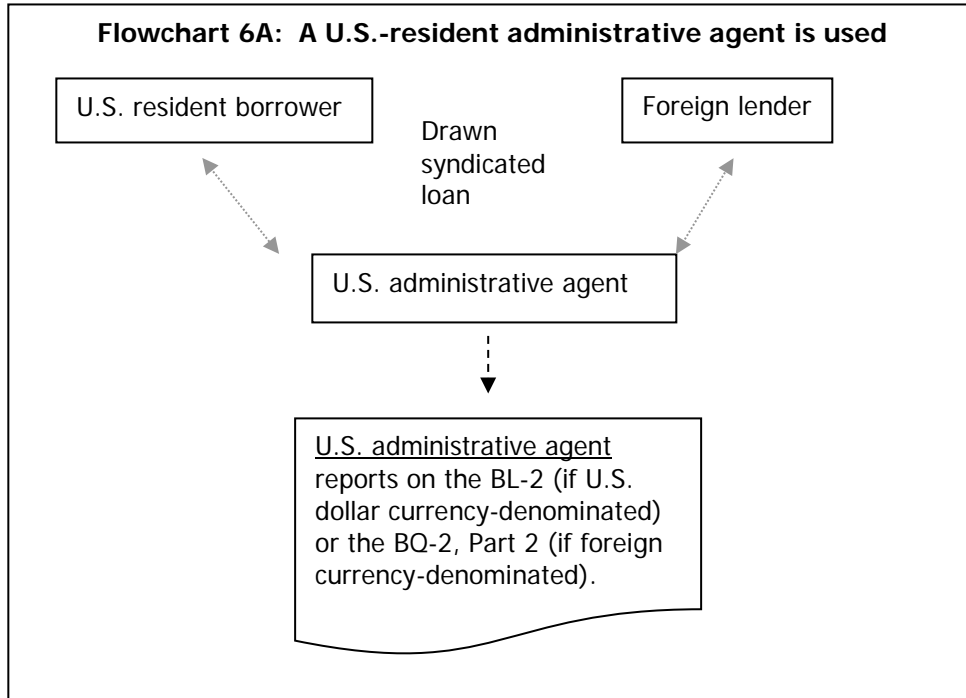 Flowchart 6A: A U.S.-resident administrative agent is used
U.S. resident borrower
Foreign lender
Drawn
syndicated
loan
U.S. administrative agent
U.S. administrative agent
reports on the BL-2 (if U.S.
dollar currency-denominated)
or the BQ-2, Part 2 (if foreign
currency-denominated).